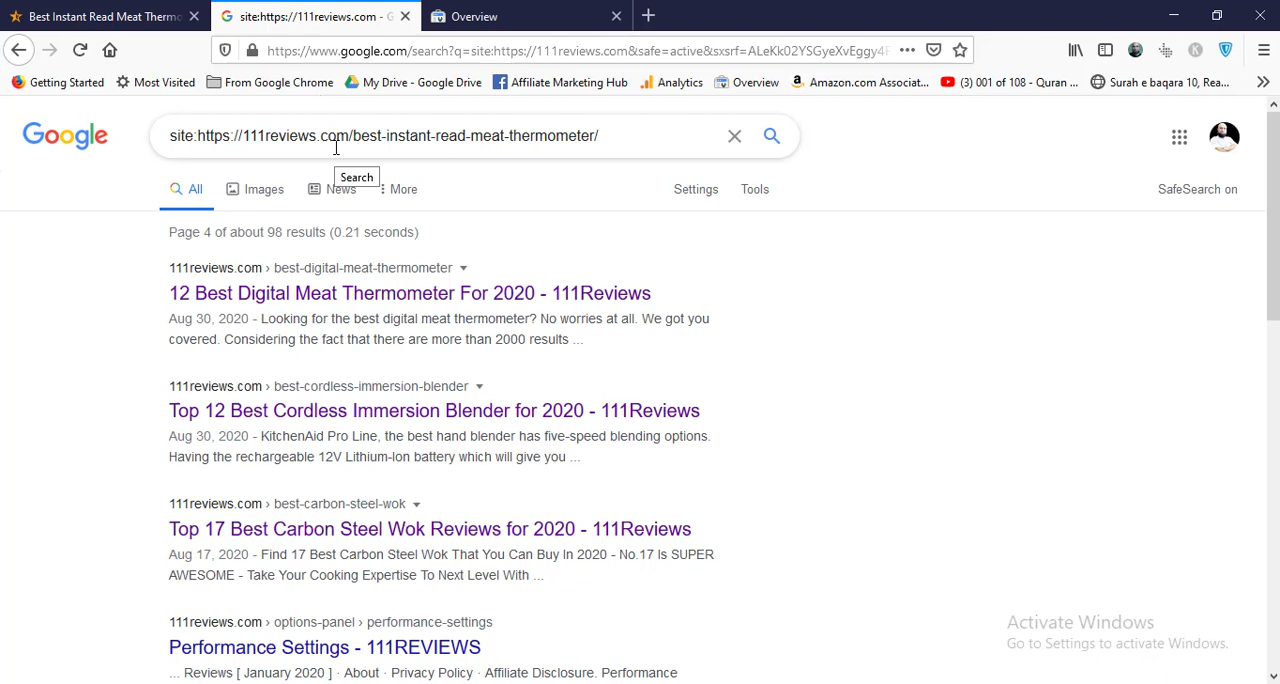 Best Instant Read Meat Thermo
site:https://111reviews.com - G
Overview
https://www.google.com/search?q=site:https://111reviews.com&safe=active&sxsrf=ALeKk02YSGyeXvEggy4F
Getting Started
Most Visited
From Google Chrome
My Drive - Google Drive
Affiliate Marketing Hub
Analytics
Overview
Amazon.com Associat...
(3) 001 of 108 - Quran ...
Surah e baqara 10, Rea...
Google
site:https://111reviews.com/best-instant-read-meat-thermometer/
Search
All
Images
News
More
Settings
Tools
SafeSearch on
Page 4 of about 98 results (0.21 seconds)
111reviews.com › best-digital-meat-thermometer
12 Best Digital Meat Thermometer For 2020 - 111Reviews
Aug 30, 2020 - Looking for the best digital meat thermometer? No worries at all. We got you
covered. Considering the fact that there are more than 2000 results ...
111reviews.com › best-cordless-immersion-blender
Top 12 Best Cordless Immersion Blender for 2020 - 111Reviews
Aug 30, 2020 - KitchenAid Pro Line, the best hand blender has five-speed blending options.
Having the rechargeable 12V Lithium-Ion battery which will give you ...
111reviews.com › best-carbon-steel-wok
Top 17 Best Carbon Steel Wok Reviews for 2020 - 111Reviews
Aug 17, 2020 - Find 17 Best Carbon Steel Wok That You Can Buy In 2020 - No.17 Is SUPER
AWESOME - Take Your Cooking Expertise To Next Level With ...
111reviews.com › options-panel › performance-settings
Performance Settings - 111REVIEWS
... Reviews [ January 2020 ] · About · Privacy Policy · Affiliate Disclosure. Performance
Activate Windows
Go to Settings to activate Windows.